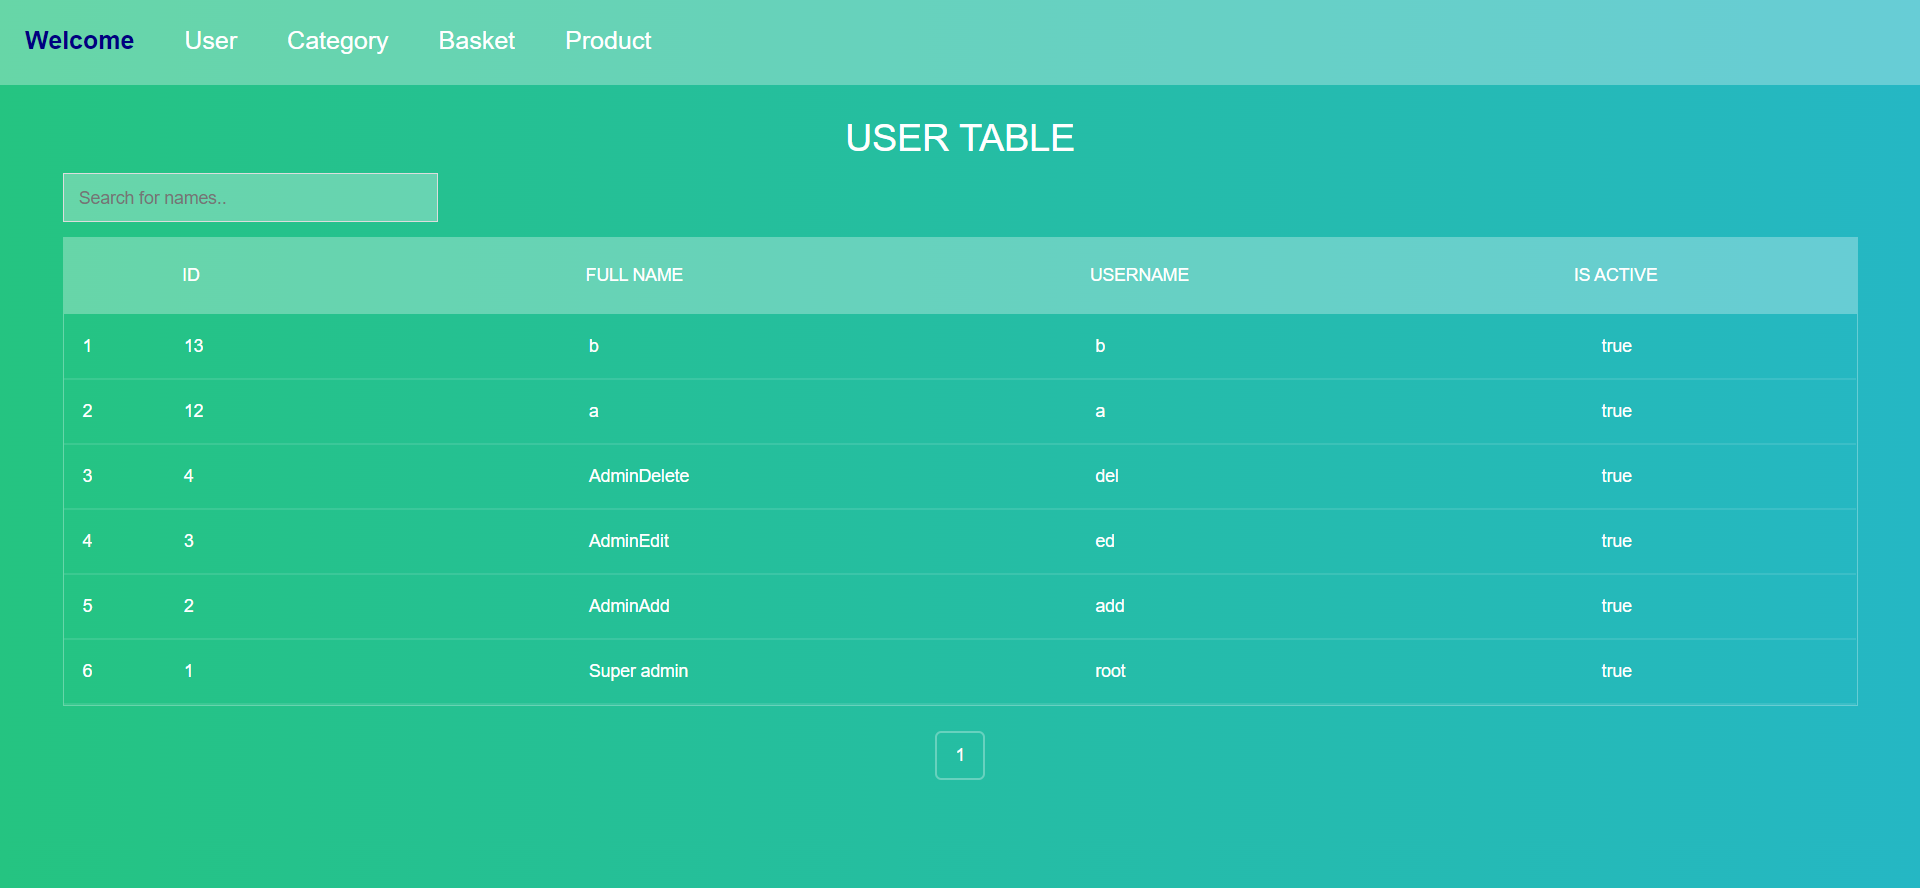 Welcome User Category Basket Product
USER TABLE
Search for names..
ID FULL NAME USERNAME IS ACTIVE
1 13 b b true
2 12 a a true
3 4 AdminDelete del true
4 3 AdminEdit ed true
5 2 AdminAdd add true
6 1 Super admin root true
1